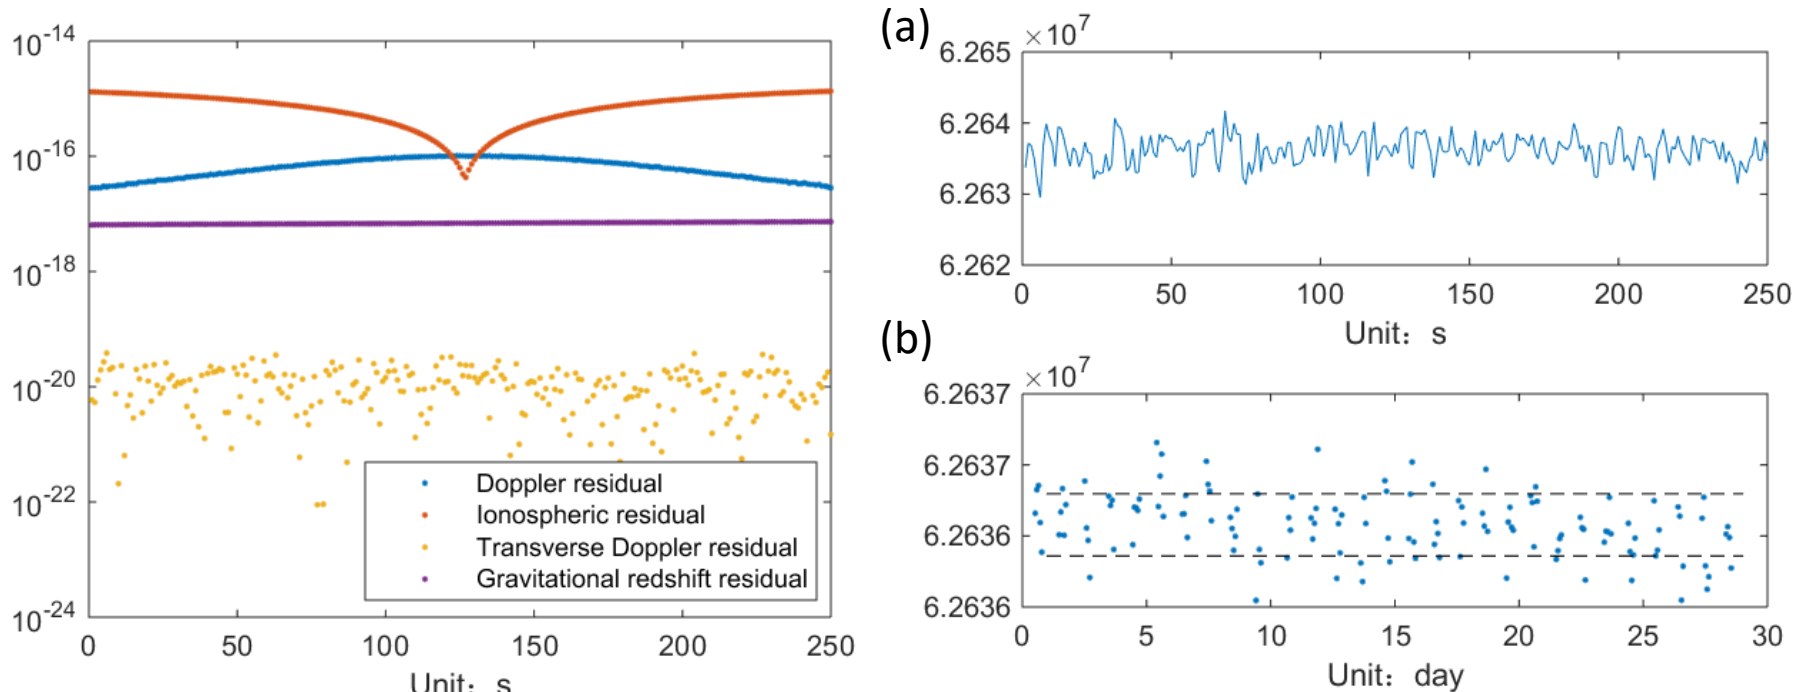 10^-14
10^-16
10^-18
10^-20
10^-22
10^-24
Doppler residual
Ionospheric residual
Transverse Doppler residual
Gravitational redshift residual
0 50 100 150 200 250
Unit: s
(a)
×10^7
6.265
6.264
6.263
6.262
0 50 100 150 200 250
Unit: s
(b)
×10^7
6.2637
6.2637
6.2636
6.2636
0 5 10 15 20 25 30
Unit: day